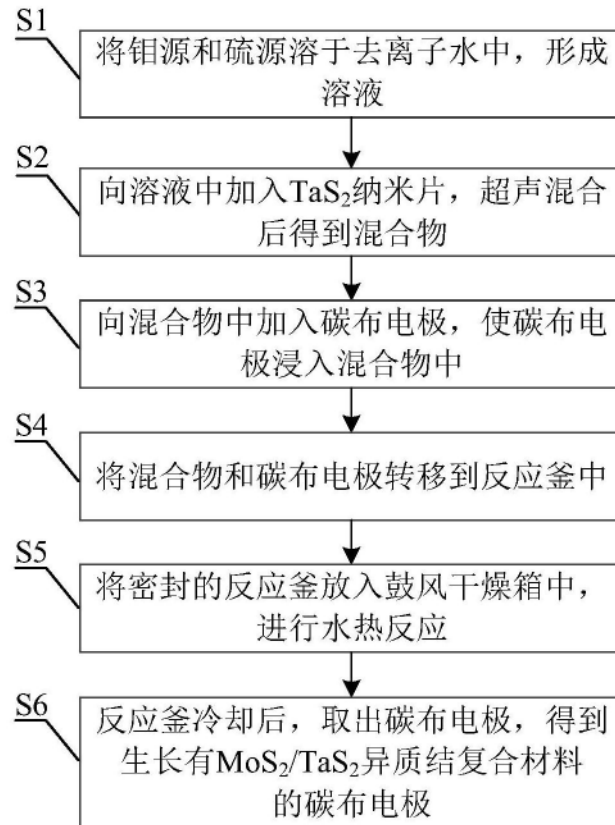 S1
将钼源和硫源溶于去离子水中，形成
溶液
S2
向溶液中加入TaS₂纳米片，超声混合
后得到混合物
S3
向混合物中加入碳布电极，使碳布电
极浸入混合物中
S4
将混合物和碳布电极转移到反应釜中
S5
将密封的反应釜放入鼓风干燥箱中，
进行水热反应
S6
反应釜冷却后，取出碳布电极，得到
生长有MoS₂/TaS₂异质结复合材料
的碳布电极